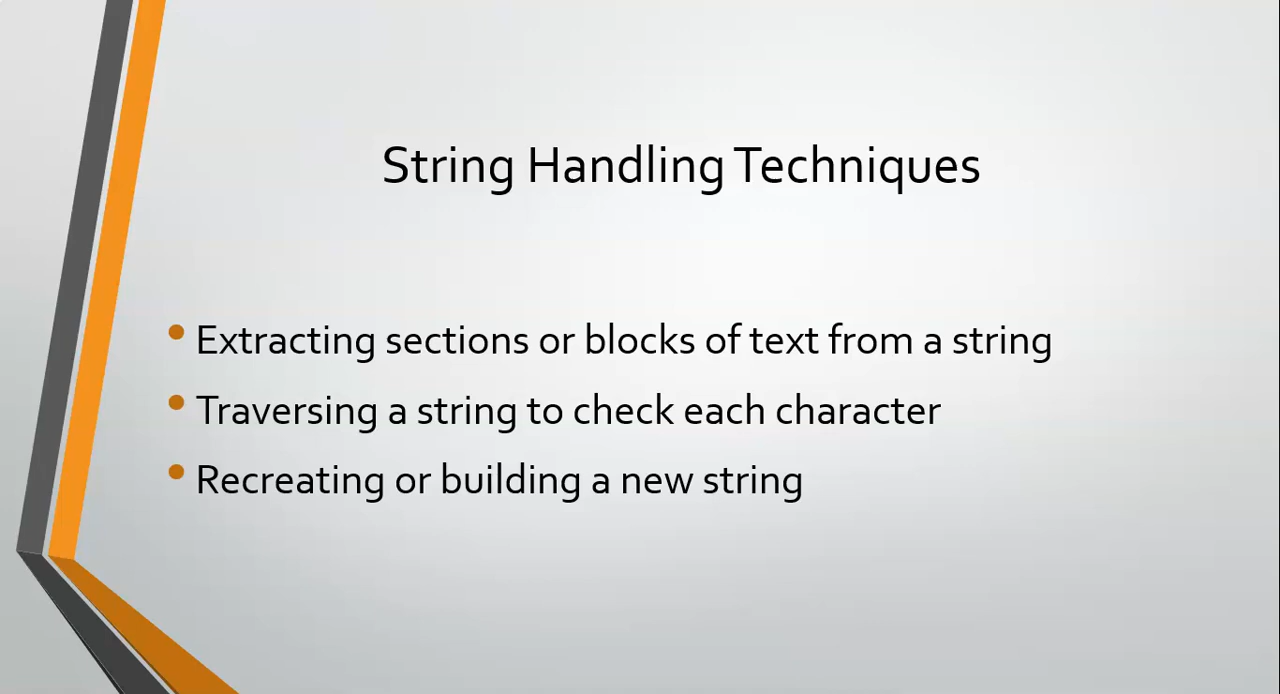 String Handling Techniques
• Extracting sections or blocks of text from a string
• Traversing a string to check each character
• Recreating or building a new string